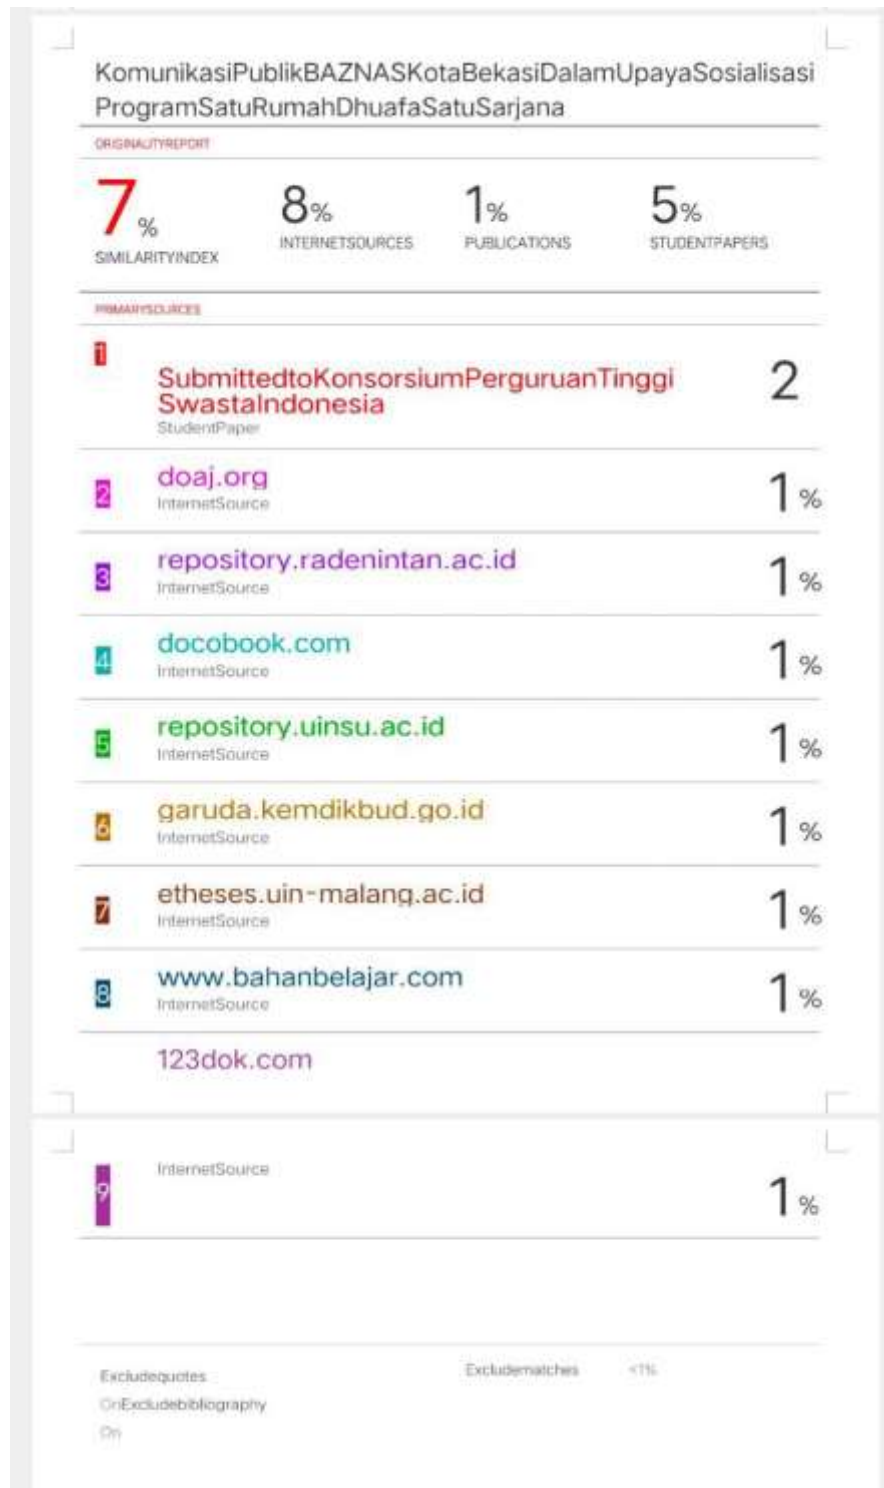 KomunikasiPublikBAZNASKotaBekasiDalamUpayaSosialisasi
ProgramSatuRumahDhuafaSatuSarjana
ORIGINALITYREPORT
7%
SIMILARITYINDEX
8%
INTERNETSOURCES
1%
PUBLICATIONS
5%
STUDENTPAPERS
PRIMARYSOURCES
1
SubmittedtoKonsorsiumPerguruanTinggi
SwastaIndonesia
StudentPaper
2
2
doaj.org
InternetSource
1%
3
repository.radenintan.ac.id
InternetSource
1%
4
docobook.com
InternetSource
1%
5
repository.uinsu.ac.id
InternetSource
1%
6
garuda.kemdikbud.go.id
InternetSource
1%
7
etheses.uin-malang.ac.id
InternetSource
1%
8
www.bahanbelajar.com
InternetSource
1%
123dok.com
9
InternetSource
1%
Excludequotes
OnExcludebibliography
On
Excludematches <1%